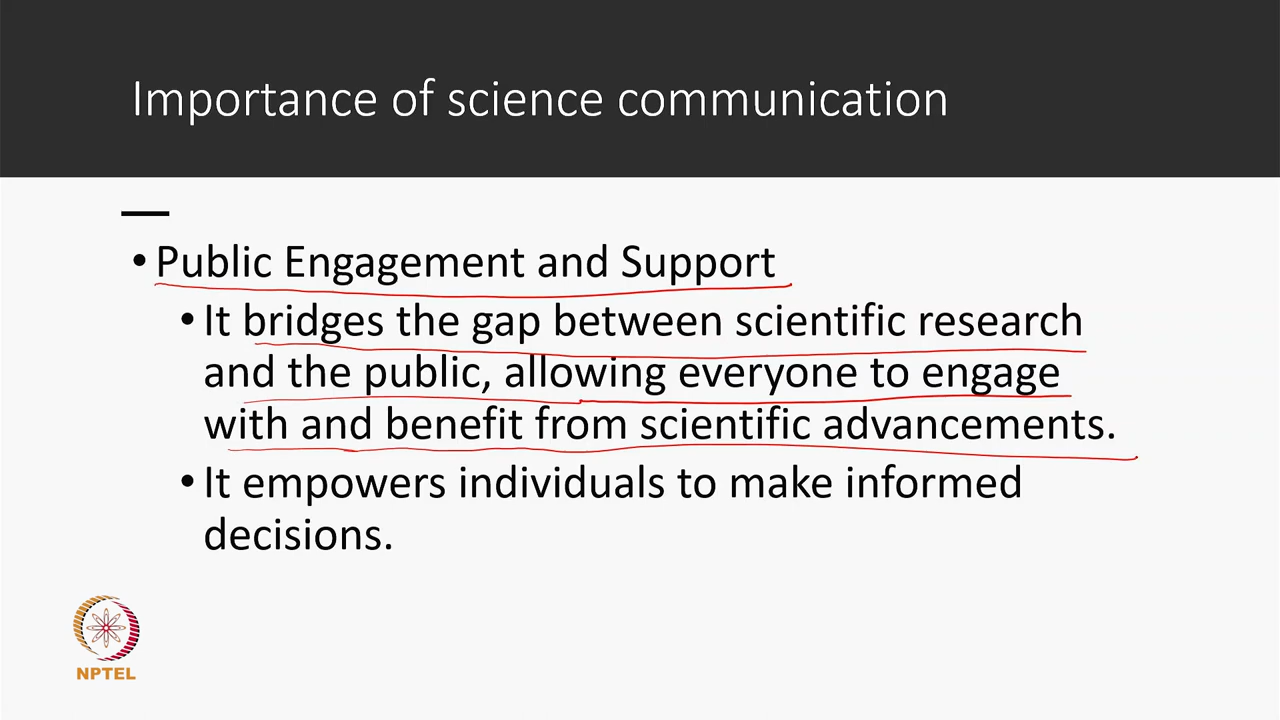 Importance of science communication
• Public Engagement and Support
• It bridges the gap between scientific research
and the public, allowing everyone to engage
with and benefit from scientific advancements.
• It empowers individuals to make informed
decisions.
NPTEL